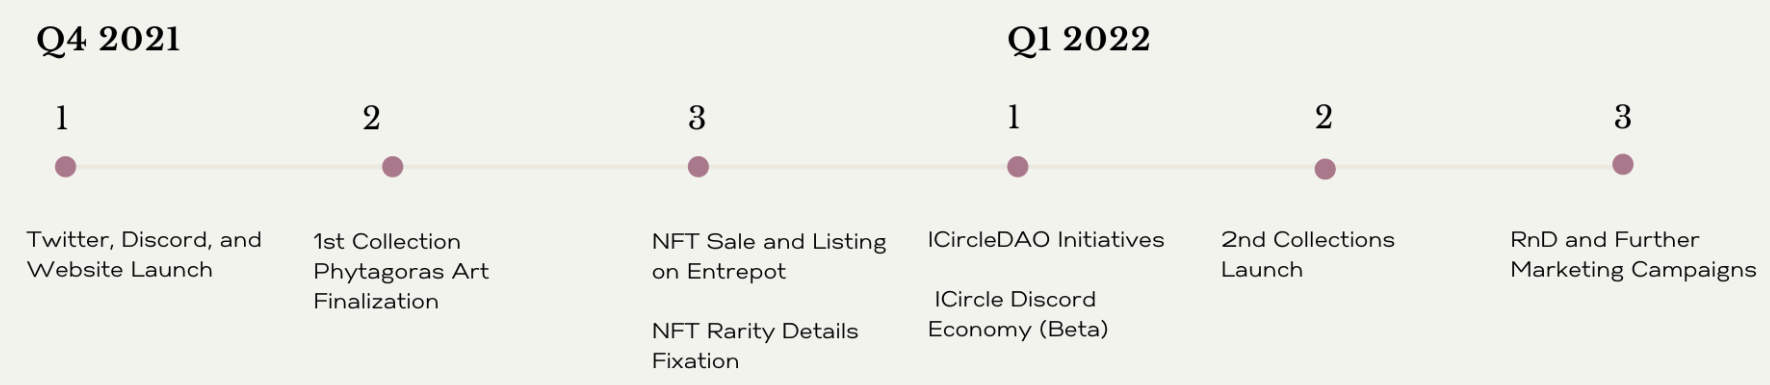 Q4 2021
Q1 2022
1
2
3
1
2
3
Twitter, Discord, and
Website Launch
1st Collection
Phytagoras Art
Finalization
NFT Sale and Listing
on Entrepot
NFT Rarity Details
Fixation
ICircleDAO Initiatives
ICircle Discord
Economy (Beta)
2nd Collections
Launch
RnD and Further
Marketing Campaigns